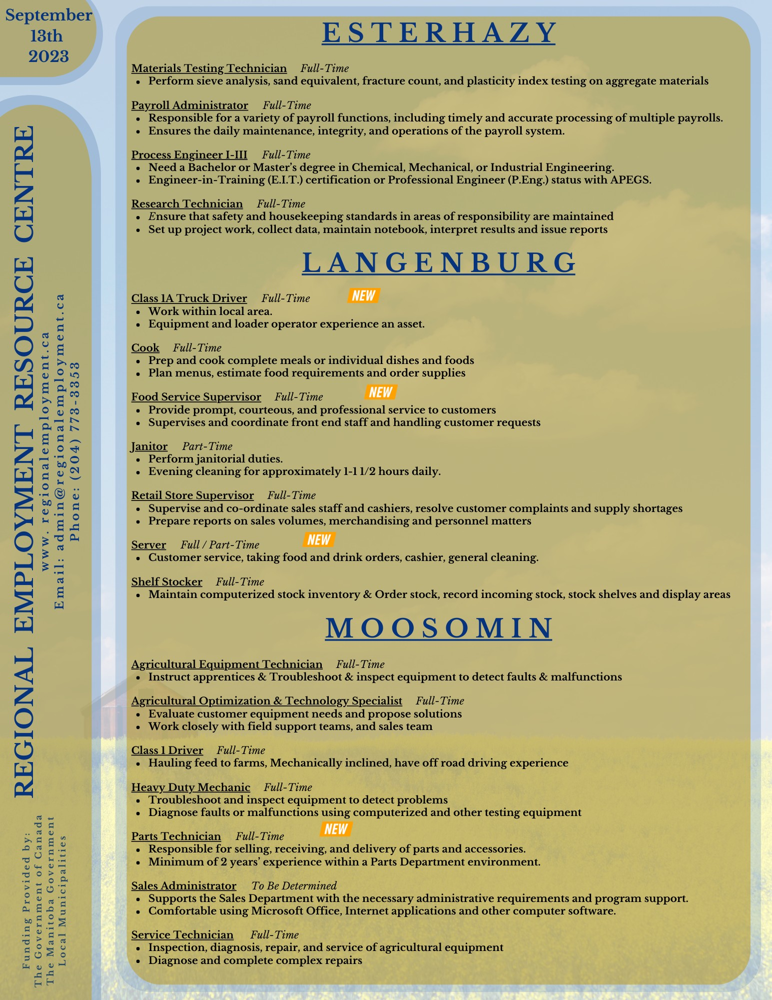 September
13th
2023
REGIONAL EMPLOYMENT RESOURCE CENTRE
www. regionalemployment.ca
Email: admin@regionalemployment.ca
Phone: (204) 773-3353
Funding Provided by:
The Government of Canada
The Manitoba Government
Local Municipalities
ESTERHAZY
Materials Testing Technician Full-Time
• Perform sieve analysis, sand equivalent, fracture count, and plasticity index testing on aggregate materials
Payroll Administrator Full-Time
• Responsible for a variety of payroll functions, including timely and accurate processing of multiple payrolls.
• Ensures the daily maintenance, integrity, and operations of the payroll system.
Process Engineer I-III Full-Time
• Need a Bachelor or Master’s degree in Chemical, Mechanical, or Industrial Engineering.
• Engineer-in-Training (E.I.T.) certification or Professional Engineer (P.Eng.) status with APEGS.
Research Technician Full-Time
• Ensure that safety and housekeeping standards in areas of responsibility are maintained
• Set up project work, collect data, maintain notebook, interpret results and issue reports
LANGENBURG
Class 1A Truck Driver Full-Time NEW
• Work within local area.
• Equipment and loader operator experience an asset.
Cook Full-Time
• Prep and cook complete meals or individual dishes and foods
• Plan menus, estimate food requirements and order supplies
Food Service Supervisor Full-Time NEW
• Provide prompt, courteous, and professional service to customers
• Supervises and coordinate front end staff and handling customer requests
Janitor Part-Time
• Perform janitorial duties.
• Evening cleaning for approximately 1-1 1/2 hours daily.
Retail Store Supervisor Full-Time
• Supervise and co-ordinate sales staff and cashiers, resolve customer complaints and supply shortages
• Prepare reports on sales volumes, merchandising and personnel matters
Server Full / Part-Time NEW
• Customer service, taking food and drink orders, cashier, general cleaning.
Shelf Stocker Full-Time
• Maintain computerized stock inventory & Order stock, record incoming stock, stock shelves and display areas
MOOSOMIN
Agricultural Equipment Technician Full-Time
• Instruct apprentices & Troubleshoot & inspect equipment to detect faults & malfunctions
Agricultural Optimization & Technology Specialist Full-Time
• Evaluate customer equipment needs and propose solutions
• Work closely with field support teams, and sales team
Class 1 Driver Full-Time
• Hauling feed to farms, Mechanically inclined, have off road driving experience
Heavy Duty Mechanic Full-Time
• Troubleshoot and inspect equipment to detect problems
• Diagnose faults or malfunctions using computerized and other testing equipment
Parts Technician Full-Time NEW
• Responsible for selling, receiving, and delivery of parts and accessories.
• Minimum of 2 years’ experience within a Parts Department environment.
Sales Administrator To Be Determined
• Supports the Sales Department with the necessary administrative requirements and program support.
• Comfortable using Microsoft Office, Internet applications and other computer software.
Service Technician Full-Time
• Inspection, diagnosis, repair, and service of agricultural equipment
• Diagnose and complete complex repairs